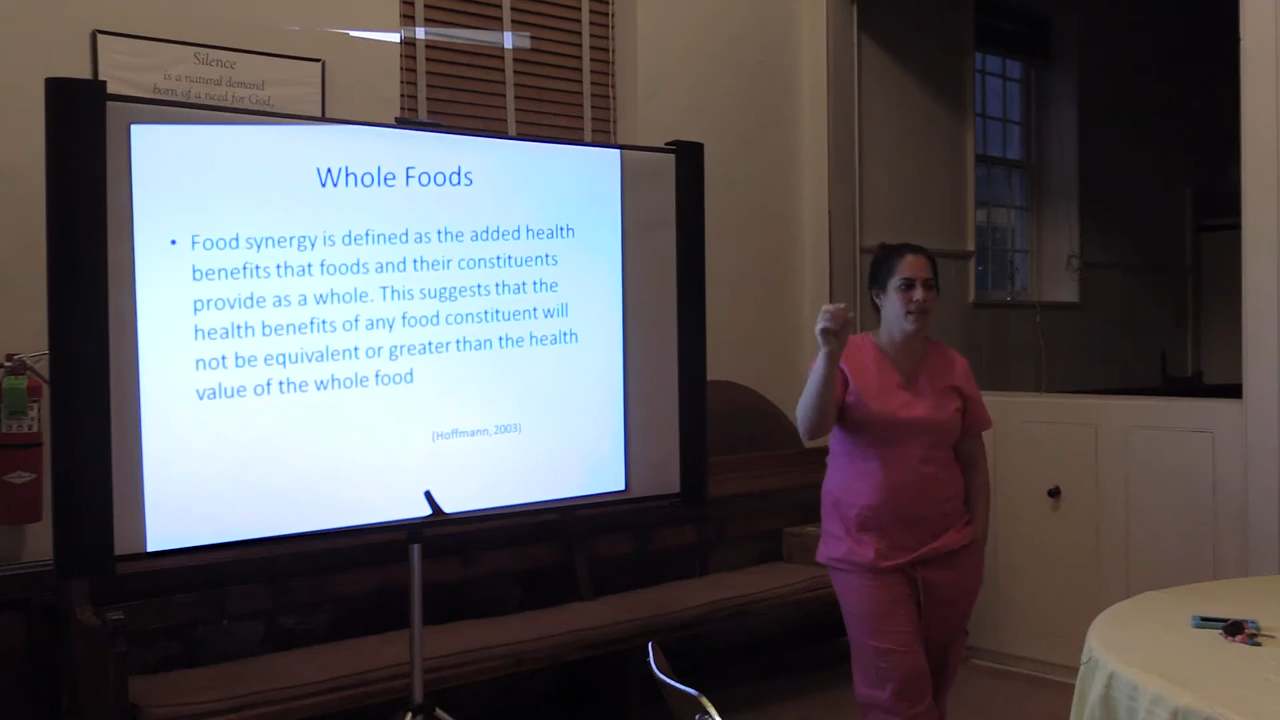 Silence
is a natural demand
born of a need for God,
Whole Foods
• Food synergy is defined as the added health
benefits that foods and their constituents
provide as a whole. This suggests that the
health benefits of any food constituent will
not be equivalent or greater than the health
value of the whole food
(Hoffmann, 2003)